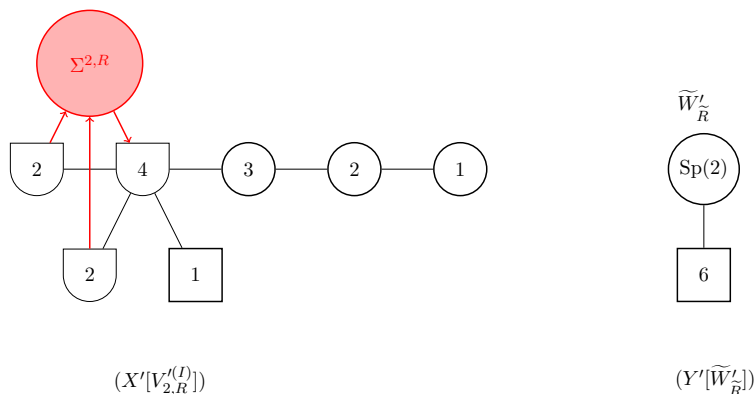 Σ^{2,R}
W̃′_{R̃}
2 4 3 2 1 Sp(2)
2 1 6
(X′[V′^{(I)}_{2,R}]) (Y′[W̃′_{R̃}])